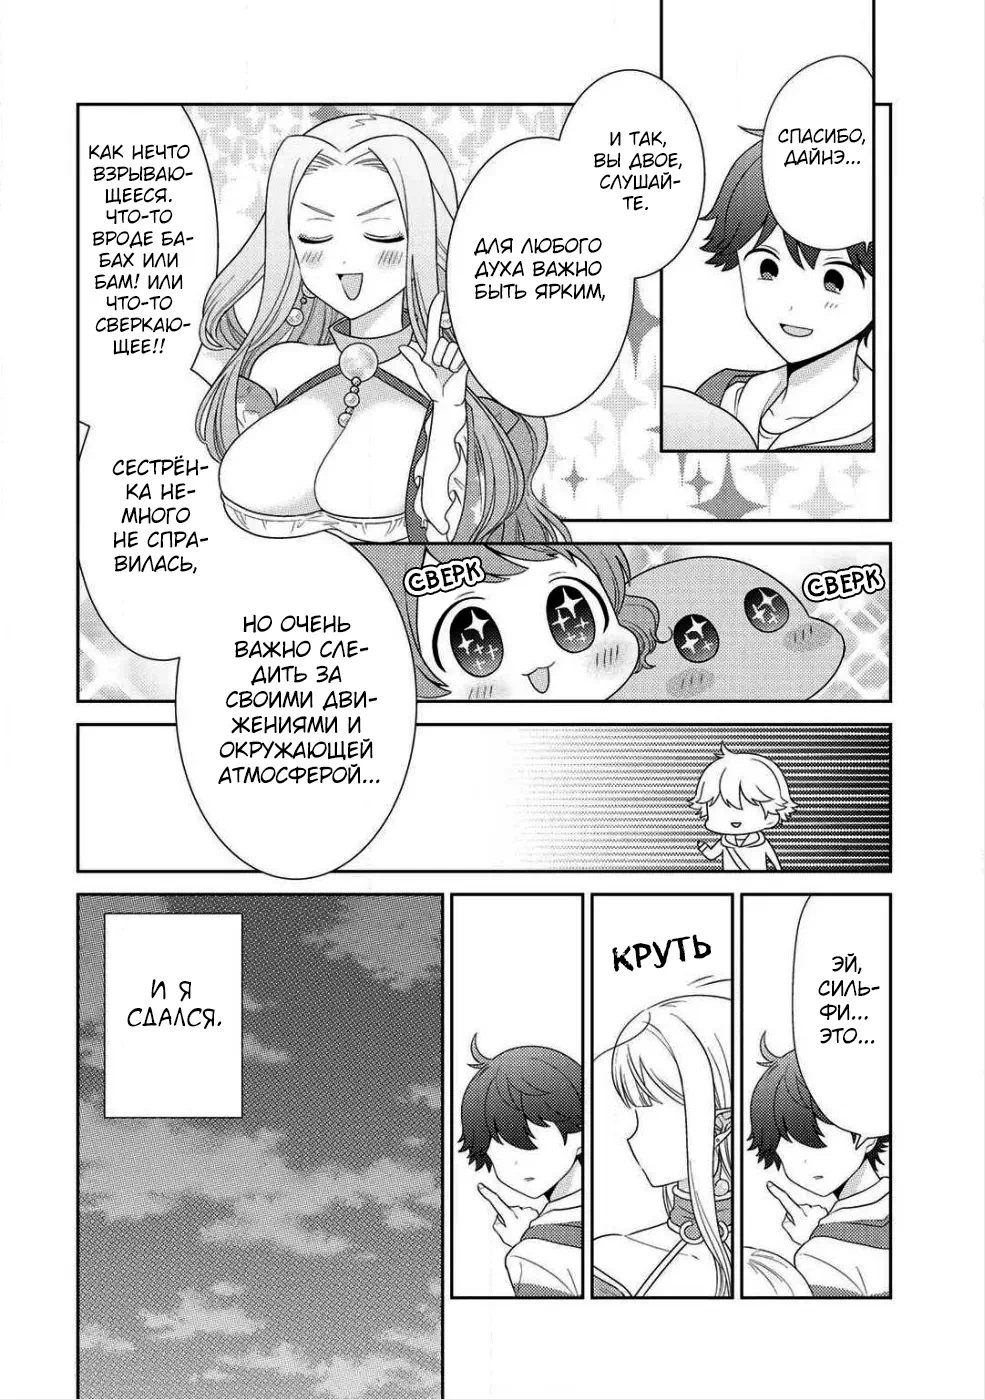 СПАСИБО,
ДАЙНЭ...
И ТАК,
ВЫ ДВОЕ,
СЛУШАЙ-
ТЕ.
ДЛЯ ЛЮБОГО
ДУХА ВАЖНО
БЫТЬ ЯРКИМ,
КАК НЕЧТО
ВЗРЫВАЮ-
ЩЕЕСЯ.
ЧТО-ТО
ВРОДЕ БА-
БАХ ИЛИ
БАМ! ИЛИ
ЧТО-ТО
СВЕРКАЮ-
ЩЕЕ!!
СВЕРК
СВЕРК
СЕСТРЁН-
КА НЕ-
МНОГО
НЕ СПРА-
ВИЛАСЬ,
НО ОЧЕНЬ
ВАЖНО СЛЕ-
ДИТЬ ЗА
СВОИМИ ДВИ-
ЖЕНИЯМИ И
ОКРУЖАЮЩЕЙ
АТМОСФЕРОЙ...
ЭЙ,
СИЛЬ-
ФИ...
ЭТО...
КРУТЬ
И Я
СДАЛСЯ.